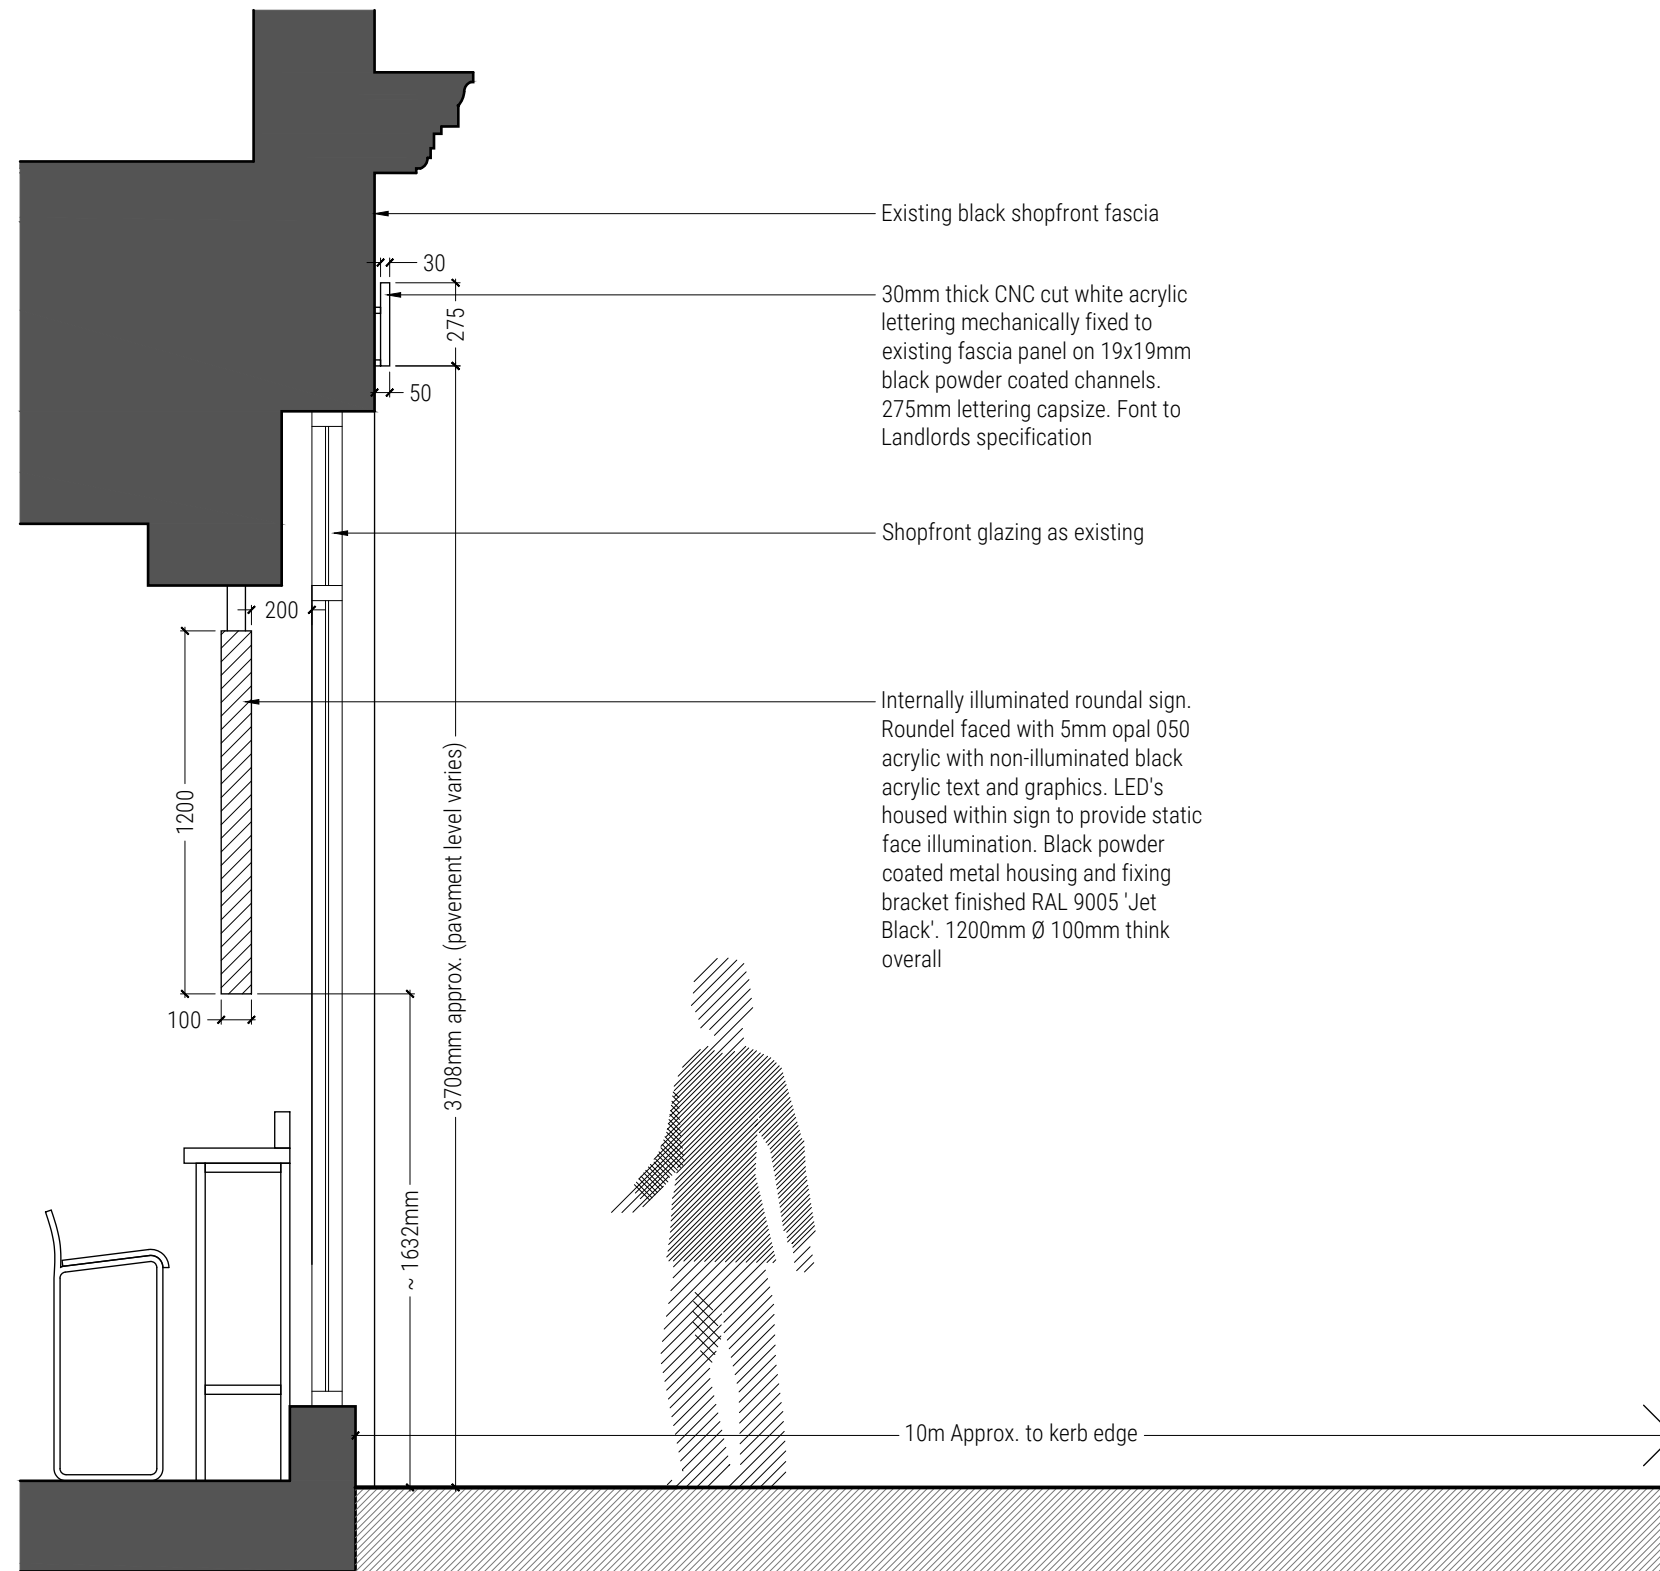 Existing black shopfront fascia
30
30mm thick CNC cut white acrylic
lettering mechanically fixed to
existing fascia panel on 19x19mm
black powder coated channels.
275mm lettering capsize. Font to
Landlords specification
275
50
Shopfront glazing as existing
200
Internally illuminated roundal sign.
Roundel faced with 5mm opal 050
acrylic with non-illuminated black
acrylic text and graphics. LED's
housed within sign to provide static
face illumination. Black powder
coated metal housing and fixing
bracket finished RAL 9005 'Jet
Black'. 1200mm Ø 100mm think
overall
1200
3708mm approx. (pavement level varies)
100
~ 1632mm
10m Approx. to kerb edge